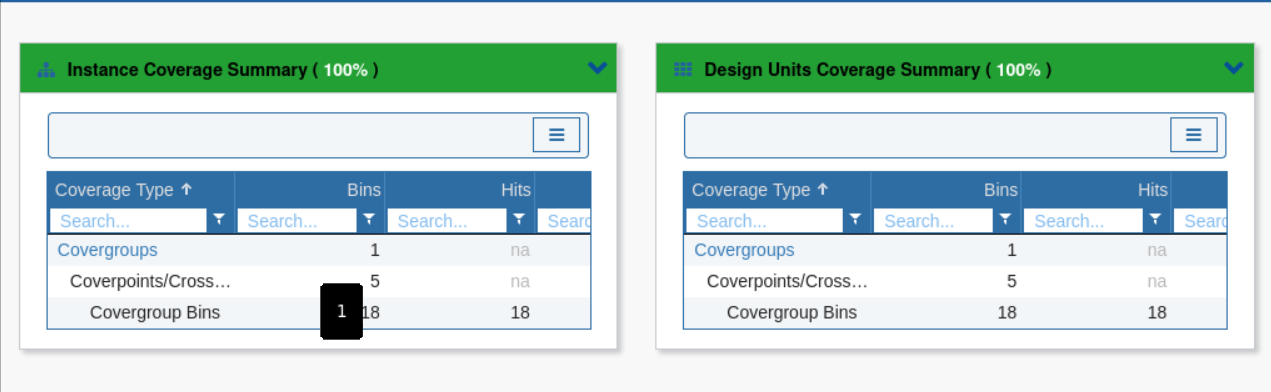 Instance Coverage Summary ( 100% )
Coverage Type Bins Hits
Search... Search... Search... Searc
Covergroups 1 na
Coverpoints/Cross... 5 na
Covergroup Bins 1 18 18
Design Units Coverage Summary ( 100% )
Coverage Type Bins Hits
Search... Search... Search... Searc
Covergroups 1 na
Coverpoints/Cross... 5 na
Covergroup Bins 18 18